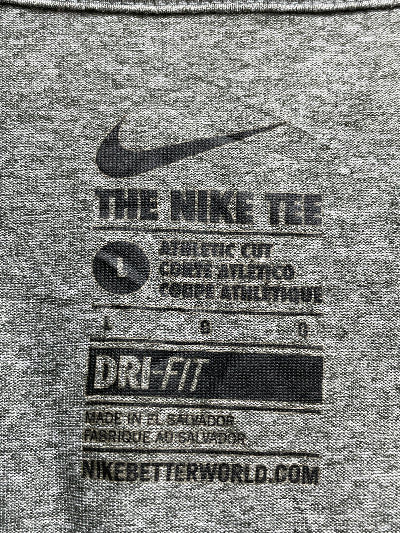 THE NIKE TEE
L
ATHLETIC CUT
CORTE ATLÉTICO
COUPE ATHLÉTIQUE
L G G
DRI-FIT
MADE IN EL SALVADOR
FABRIQUE AU SALVADOR
NIKEBETTERWORLD.COM